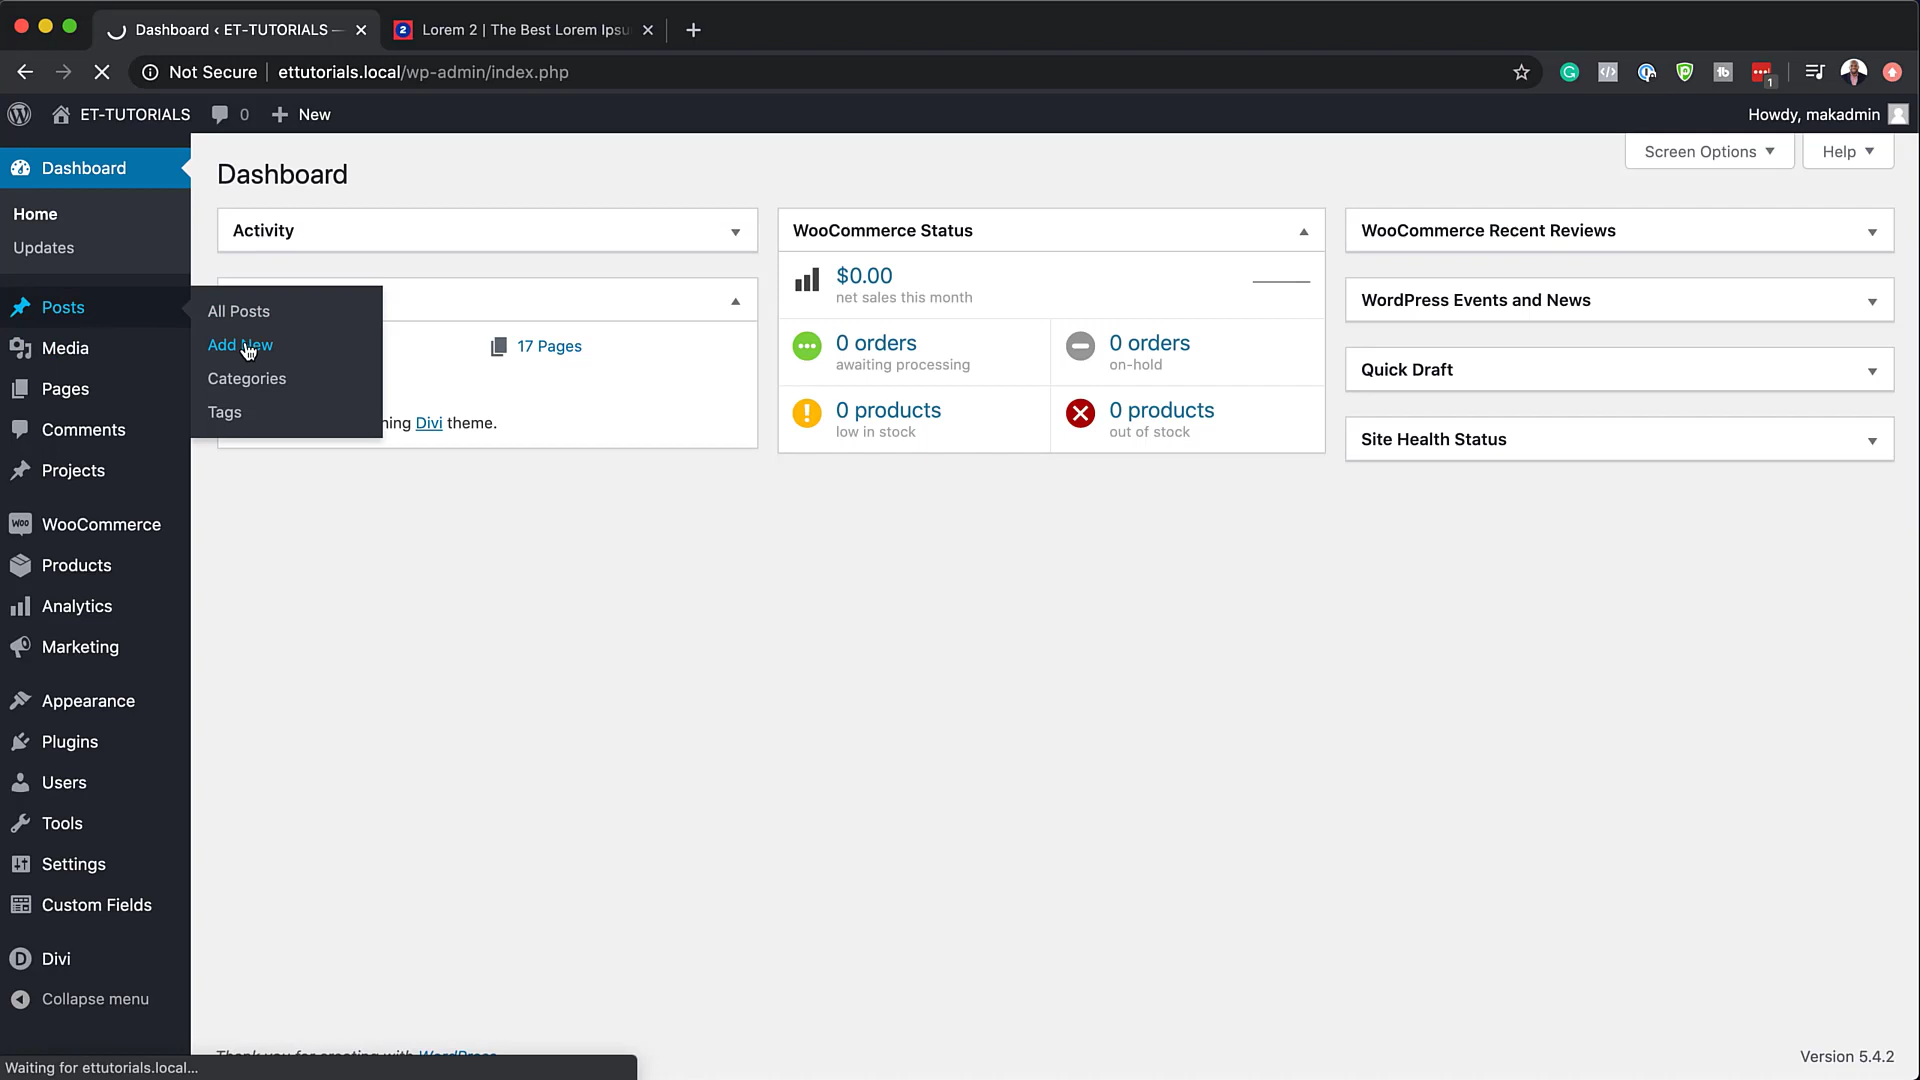 Dashboard ‹ ET-TUTORIALS —
Lorem 2 | The Best Lorem Ipsu
Not Secure
ettutorials.local/wp-admin/index.php
1
ET-TUTORIALS
0
New
Howdy, makadmin
Screen Options
Help
Dashboard
Home
Updates
Posts
Media
Pages
Comments
Projects
WooCommerce
Products
Analytics
Marketing
Appearance
Plugins
Users
Tools
Settings
Custom Fields
Divi
Collapse menu
All Posts
Add New
Categories
Tags
Dashboard
Activity
17 Pages
ning Divi theme.
WooCommerce Status
$0.00
net sales this month
0 orders
awaiting processing
0 orders
on-hold
0 products
low in stock
0 products
out of stock
WooCommerce Recent Reviews
WordPress Events and News
Quick Draft
Site Health Status
Thank you for creating with WordPress
Version 5.4.2
Waiting for ettutorials.local...